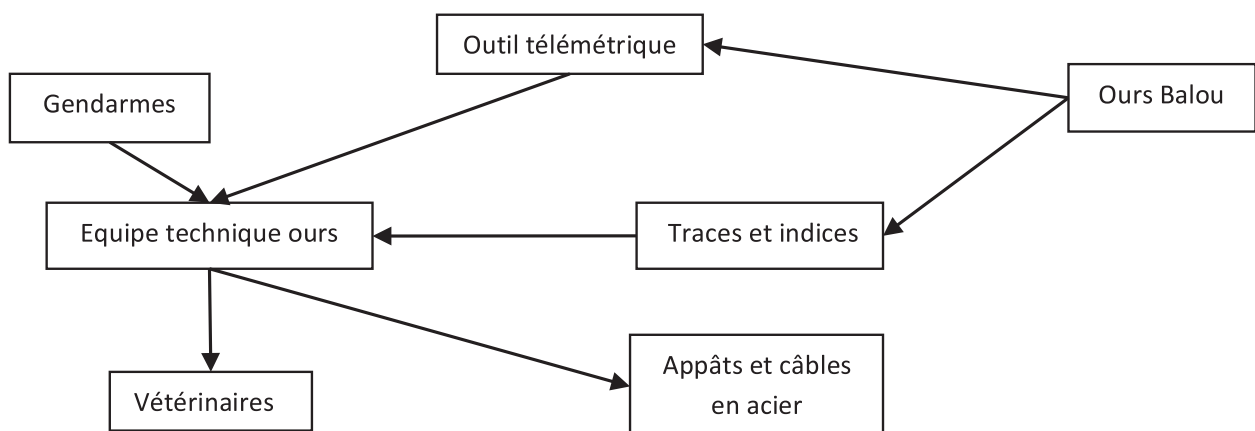 Outil télémétrique
Gendarmes
Ours Balou
Equipe technique ours
Traces et indices
Vétérinaires
Appâts et câbles
en acier